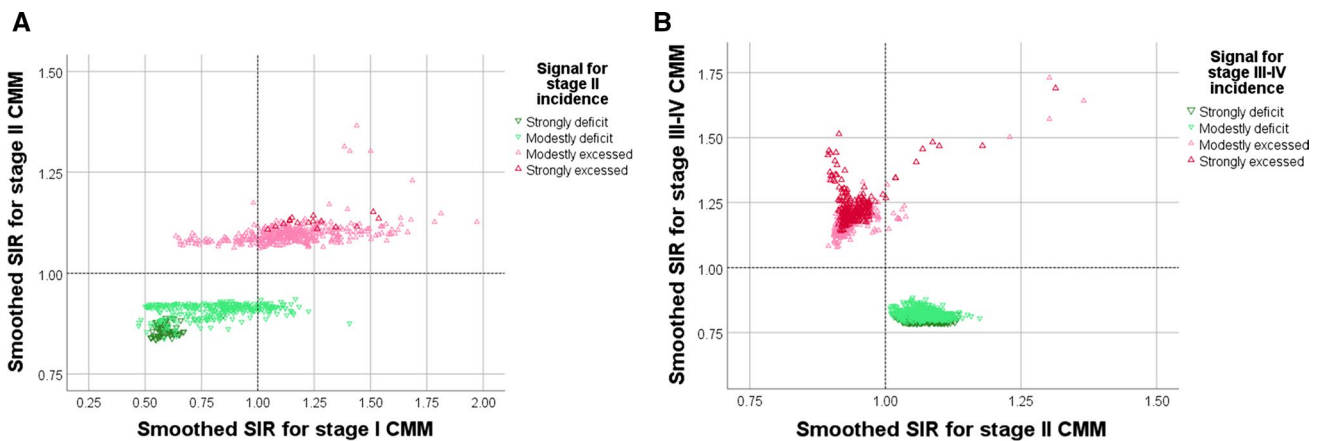 A
Smoothed SIR for stage II CMM
1.50
1.25
1.00
0.75
0.25 0.50 0.75 1.00 1.25 1.50 1.75 2.00
Smoothed SIR for stage I CMM
Signal for
stage II
incidence
Strongly deficit
Modestly deficit
Modestly excessed
Strongly excessed
B
Smoothed SIR for stage III-IV CMM
1.75
1.50
1.25
1.00
0.75
0.75 1.00 1.25 1.50
Smoothed SIR for stage II CMM
Signal for
stage III-IV
incidence
Strongly deficit
Modestly deficit
Modestly excessed
Strongly excessed